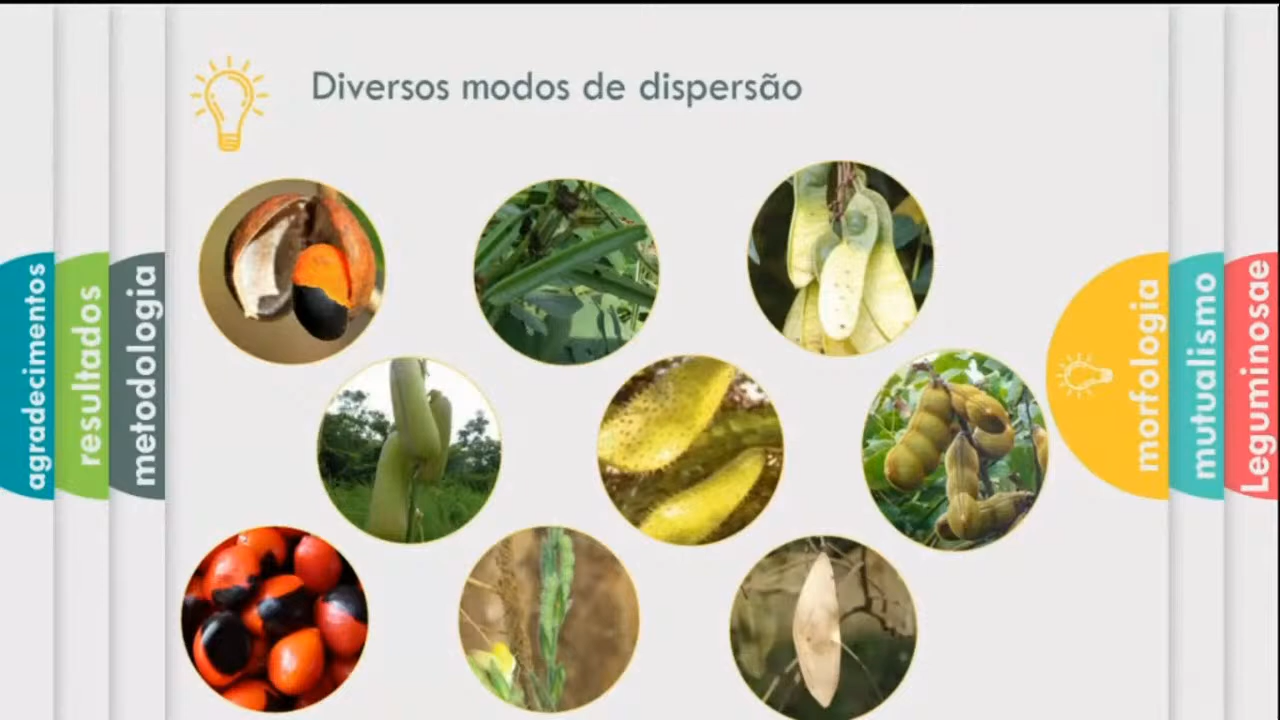 Diversos modos de dispersão
agradecimentos
resultados
metodologia
morfologia
mutualismo
Leguminosae